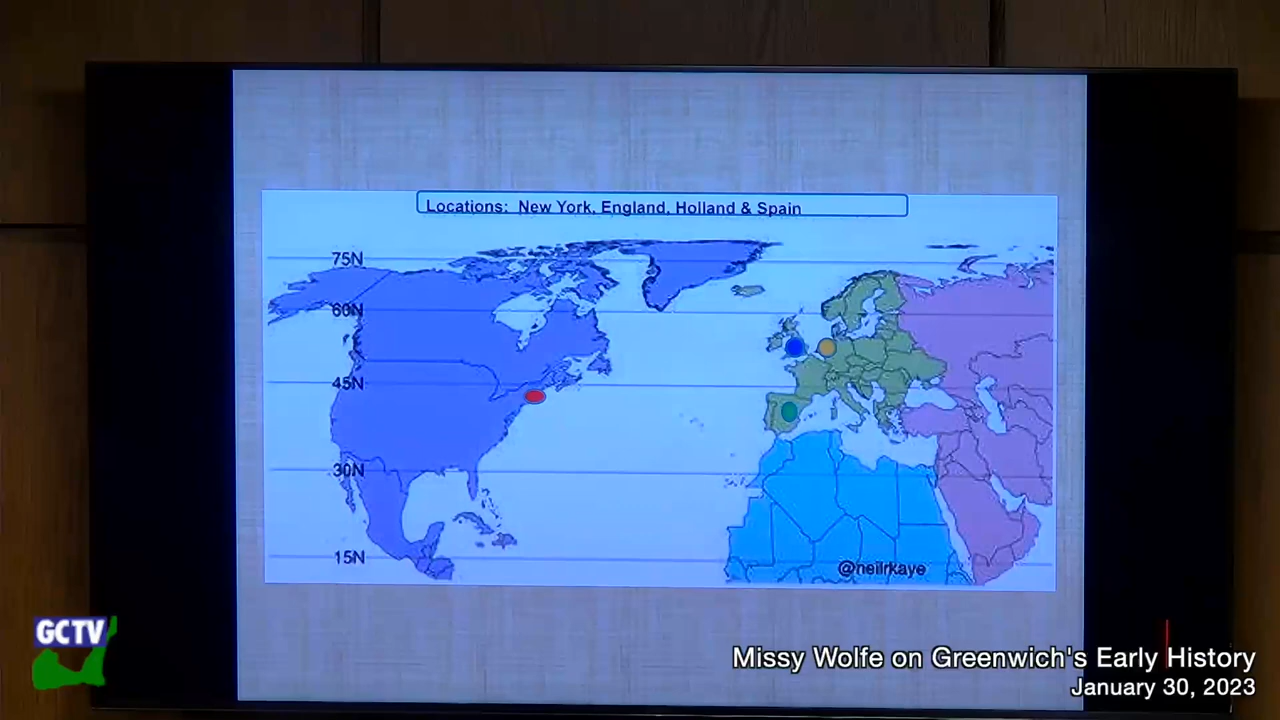 Locations: New York, England, Holland & Spain
75N
60N
45N
30N
15N
@neilrkaye
GCTV
Missy Wolfe on Greenwich's Early History
January 30, 2023